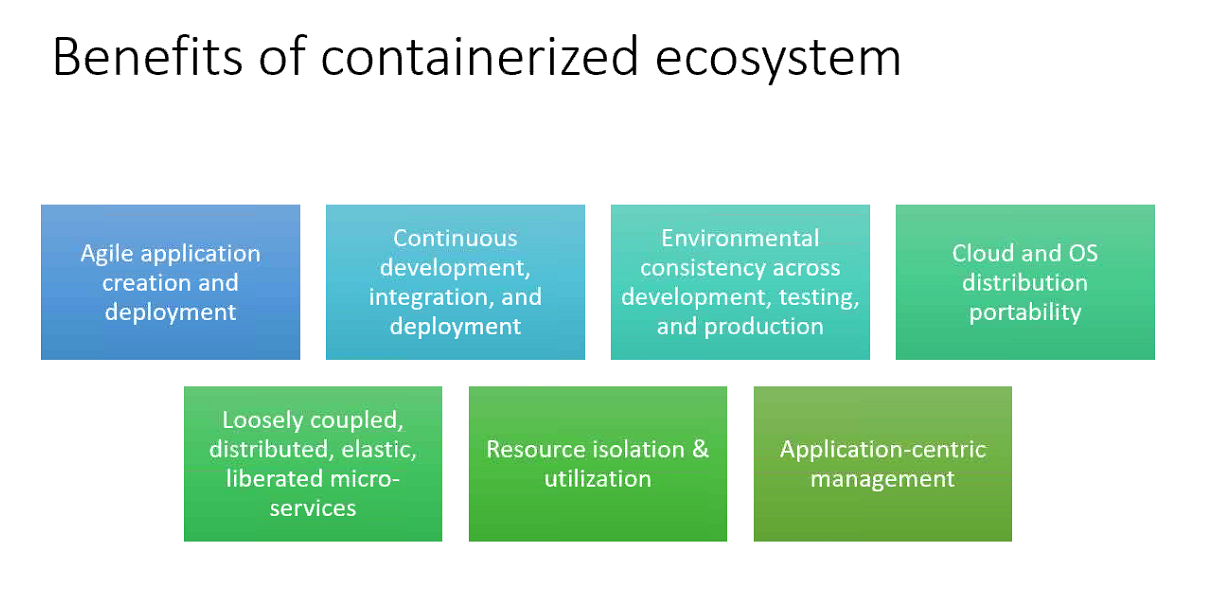 Benefits of containerized ecosystem
Agile application
creation and
deployment
Continuous
development,
integration, and
deployment
Environmental
consistency across
development, testing,
and production
Cloud and OS
distribution
portability
Loosely coupled,
distributed, elastic,
liberated micro-
services
Resource isolation &
utilization
Application-centric
management